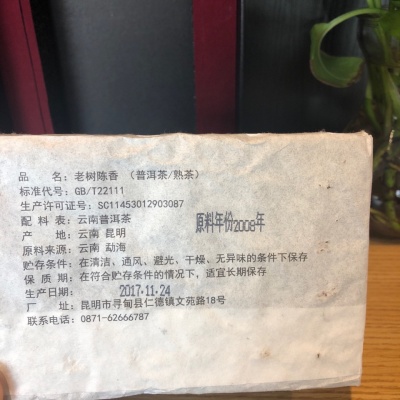 品 名：老树陈香 （普洱茶/熟茶）
标准代号：GB/T22111
生产许可证号：SC11453012903087
配 料 表：云南普洱茶
原料年份2008年
产 地：云南 昆明
原料来源：云南 勐海
贮存条件：在清洁、通风、避光、干燥、无异味的条件下保存
保 质 期：在符合贮存条件的情况下，适宜长期保存
生产日期：2017.11.24
厂 址：昆明市寻甸县仁德镇文苑路18号
联系电话：0871-62666787